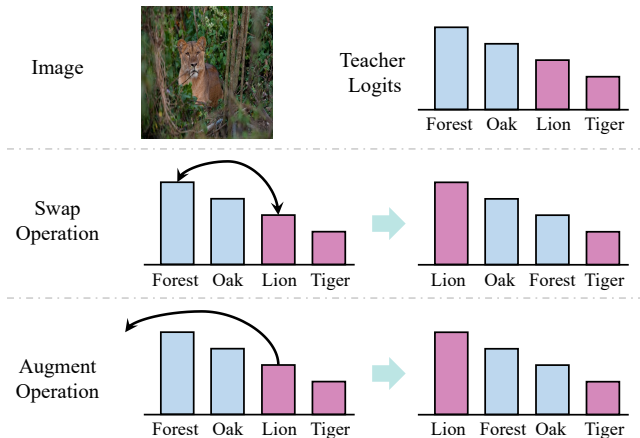 Image
Teacher
Logits
Forest Oak Lion Tiger
Swap
Operation
Forest Oak Lion Tiger
Lion Oak Forest Tiger
Augment
Operation
Forest Oak Lion Tiger
Lion Forest Oak Tiger